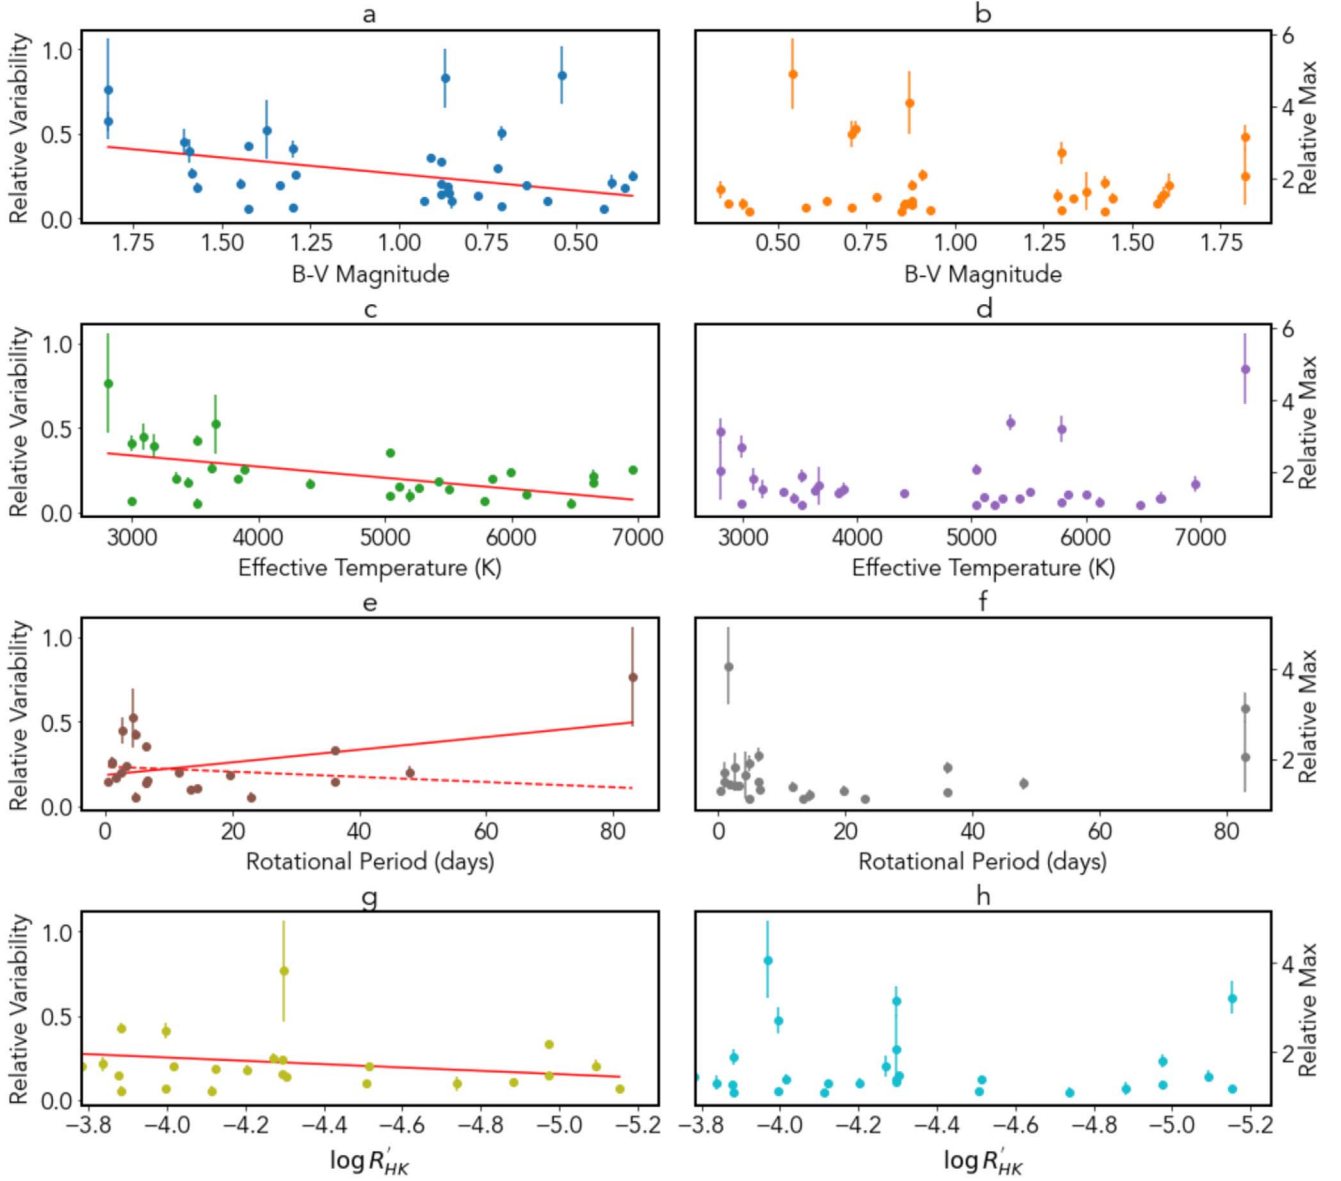 a
b
Relative Variability
1.0
0.5
0.0
1.75
1.50
1.25
1.00
0.75
0.50
B-V Magnitude
6
4
2
Relative Max
0.50
0.75
1.00
1.25
1.50
1.75
B-V Magnitude
c
d
Relative Variability
1.0
0.5
0.0
3000
4000
5000
6000
7000
Effective Temperature (K)
6
4
2
Relative Max
3000
4000
5000
6000
7000
Effective Temperature (K)
e
f
Relative Variability
1.0
0.5
0.0
0
20
40
60
80
Rotational Period (days)
4
2
Relative Max
0
20
40
60
80
Rotational Period (days)
g
h
Relative Variability
1.0
0.5
0.0
−3.8
−4.0
−4.2
−4.4
−4.6
−4.8
−5.0
−5.2
log R′HK
4
2
Relative Max
−3.8
−4.0
−4.2
−4.4
−4.6
−4.8
−5.0
−5.2
log R′HK